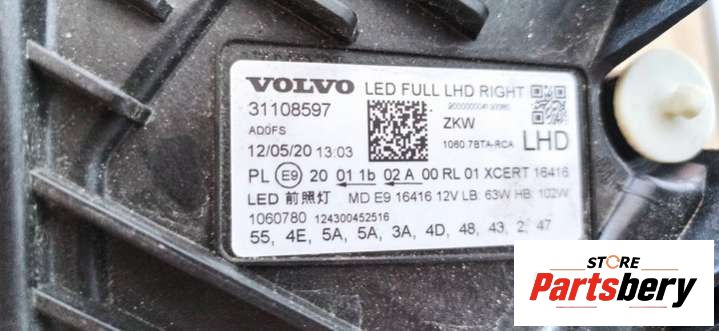 VOLVO LED FULL LHD RIGHT
31108597
ADÖFS ZKW
12/05/20 13:03 1060.7BTA-RCA LHD
PL E9 20 01 1b 02 A 00 RL 01 XCERT 16416
LED 前照灯 MD E9 16416 12V LB: 63W HB: 102W
1060780 124300452516
55, 4E, 5A, 5A, 3A, 4D, 48, 43, 2, 47
STORE
Partsbery